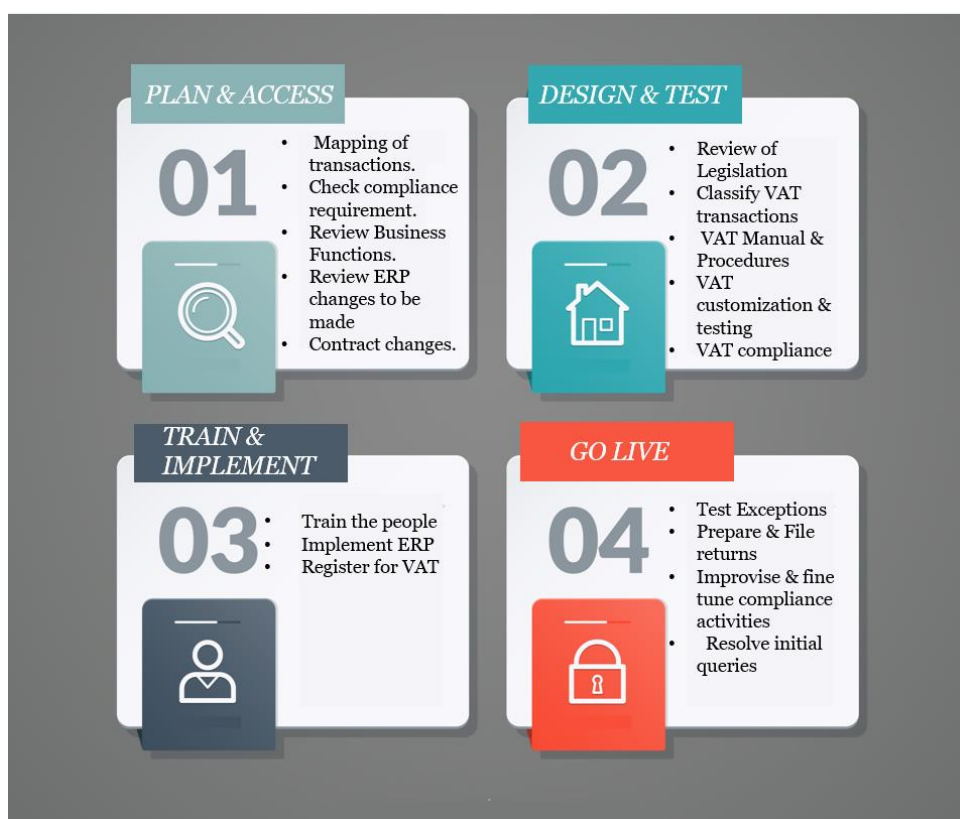 PLAN & ACCESS
01
• Mapping of
transactions.
• Check compliance
requirement.
• Review Business
Functions.
• Review ERP
changes to be
made
• Contract changes.
DESIGN & TEST
02
• Review of
Legislation
• Classify VAT
transactions
• VAT Manual &
Procedures
• VAT
customization &
testing
• VAT compliance
TRAIN &
IMPLEMENT
03
• Train the people
• Implement ERP
• Register for VAT
GO LIVE
04
• Test Exceptions
• Prepare & File
returns
• Improvise & fine
tune compliance
activities
• Resolve initial
queries